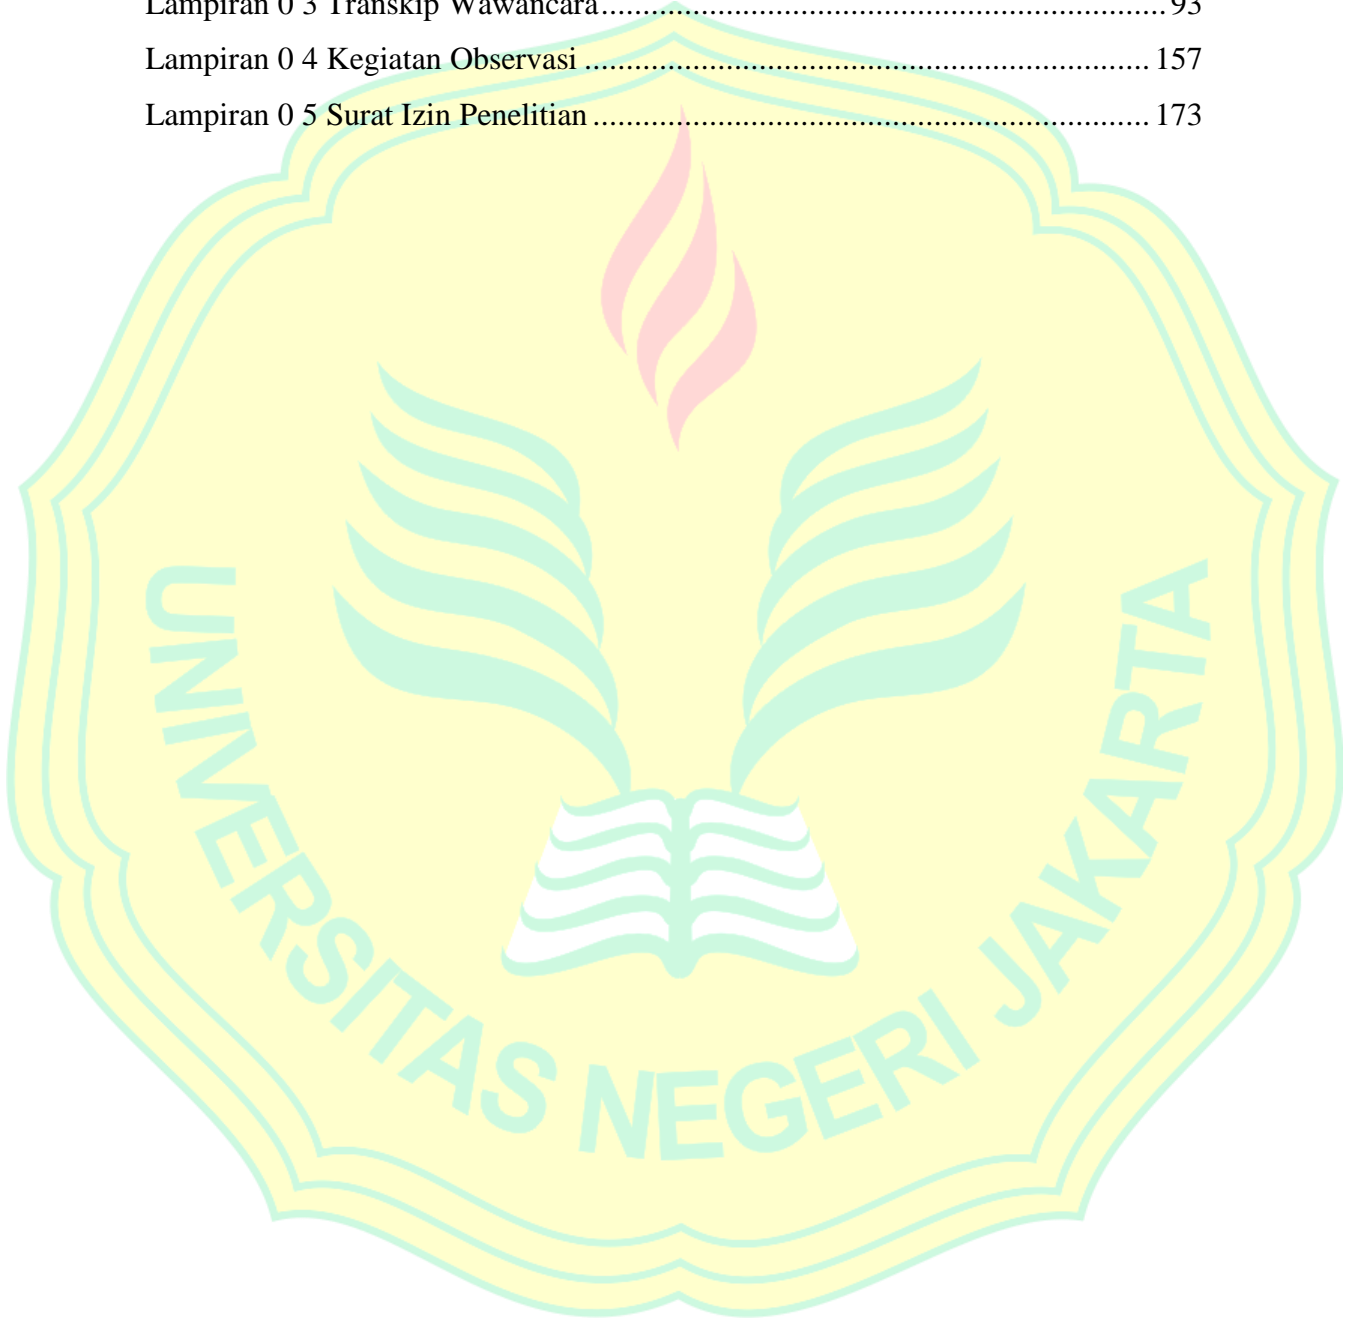 Lampiran 0 3 Transkip Wawancara....................................................................93
Lampiran 0 4 Kegiatan Observasi ....................................................................157
Lampiran 0 5 Surat Izin Penelitian ...................................................................173
UNIVERSITAS NEGERI JAKARTA